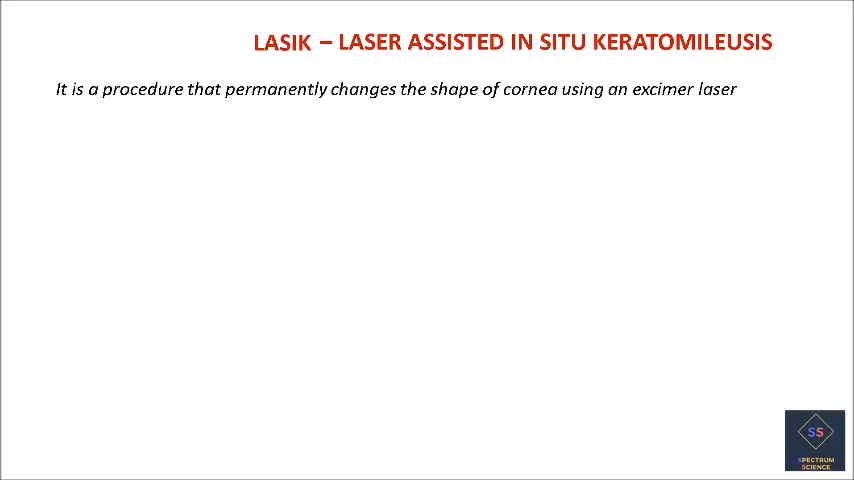 LASIK – LASER ASSISTED IN SITU KERATOMILEUSIS
It is a procedure that permanently changes the shape of cornea using an excimer laser
SS
SPECTRUM
SCIENCE